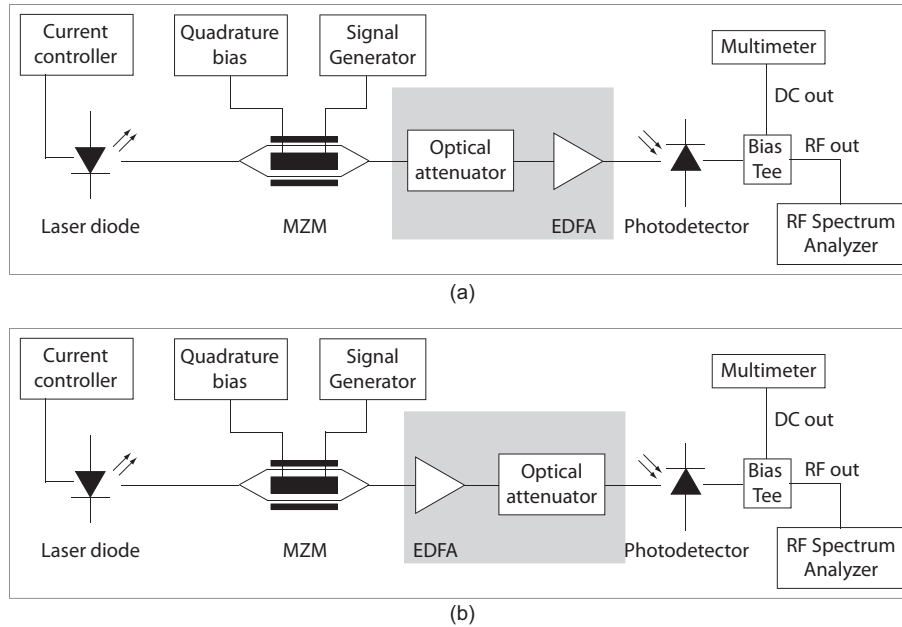 Current
controller
Quadrature
bias
Signal
Generator
Multimeter
DC out
Optical
attenuator
Bias
Tee
RF out
Laser diode
MZM
EDFA
Photodetector
RF Spectrum
Analyzer
(a)
Current
controller
Quadrature
bias
Signal
Generator
Multimeter
DC out
Optical
attenuator
Bias
Tee
RF out
Laser diode
MZM
EDFA
Photodetector
RF Spectrum
Analyzer
(b)